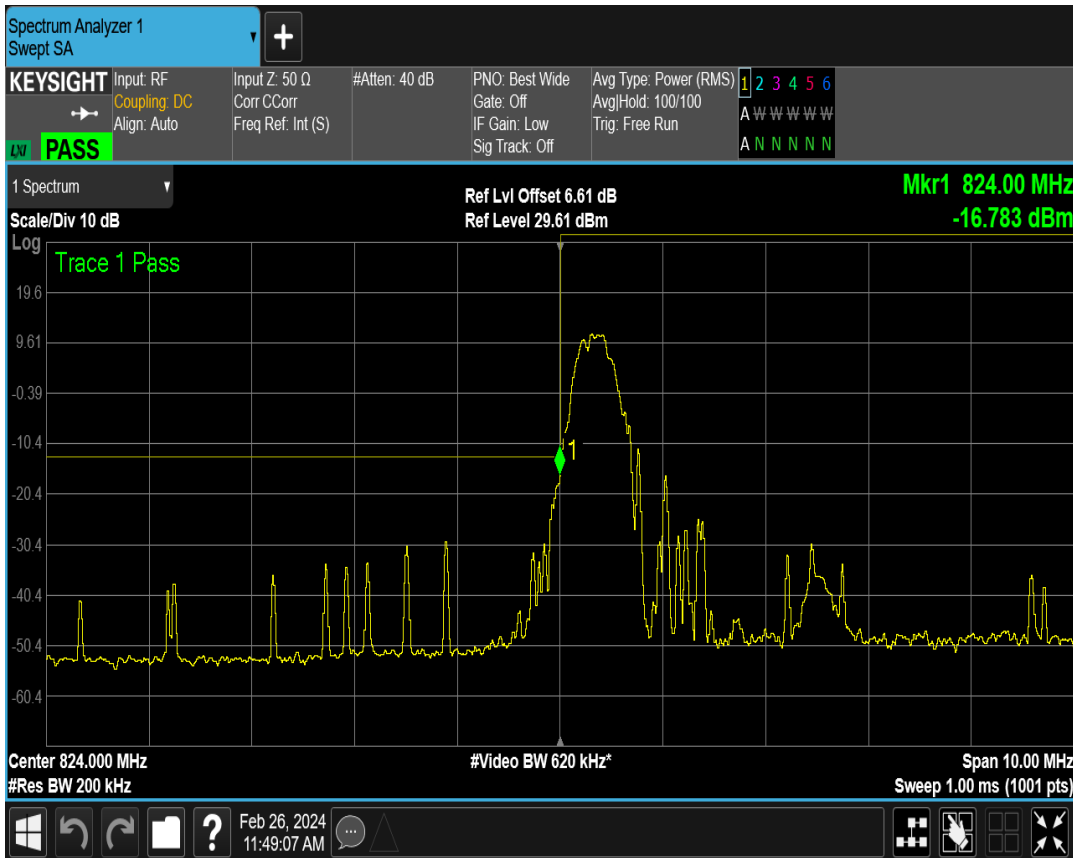 Spectrum Analyzer 1
Swept SA
+
KEYSIGHT
LXI PASS
Input: RF
Coupling: DC
Align: Auto
Input Z: 50 Ω
Corr CCorr
Freq Ref: Int (S)
#Atten: 40 dB
PNO: Best Wide
Gate: Off
IF Gain: Low
Sig Track: Off
Avg Type: Power (RMS)
Avg|Hold: 100/100
Trig: Free Run
1 2 3 4 5 6
A W W W W W
A N N N N N
1 Spectrum
Scale/Div 10 dB
Ref Lvl Offset 6.61 dB
Ref Level 29.61 dBm
Mkr1 824.00 MHz
-16.783 dBm
Log
Trace 1 Pass
19.6
9.61
-0.39
-10.4
1
-20.4
-30.4
-40.4
-50.4
-60.4
Center 824.000 MHz
#Video BW 620 kHz*
Span 10.00 MHz
#Res BW 200 kHz
Sweep 1.00 ms (1001 pts)
?
Feb 26, 2024
11:49:07 AM